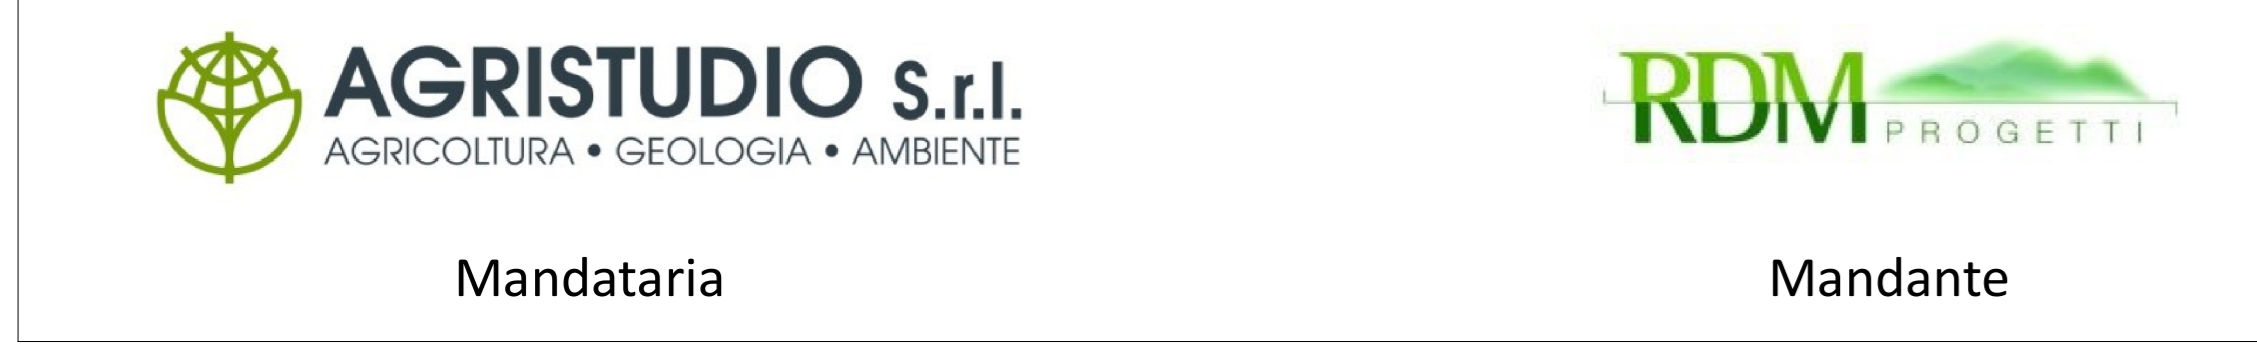 AGRISTUDIO S.r.l.
AGRICOLTURA • GEOLOGIA • AMBIENTE
Mandataria
RDM
PROGETTI
Mandante